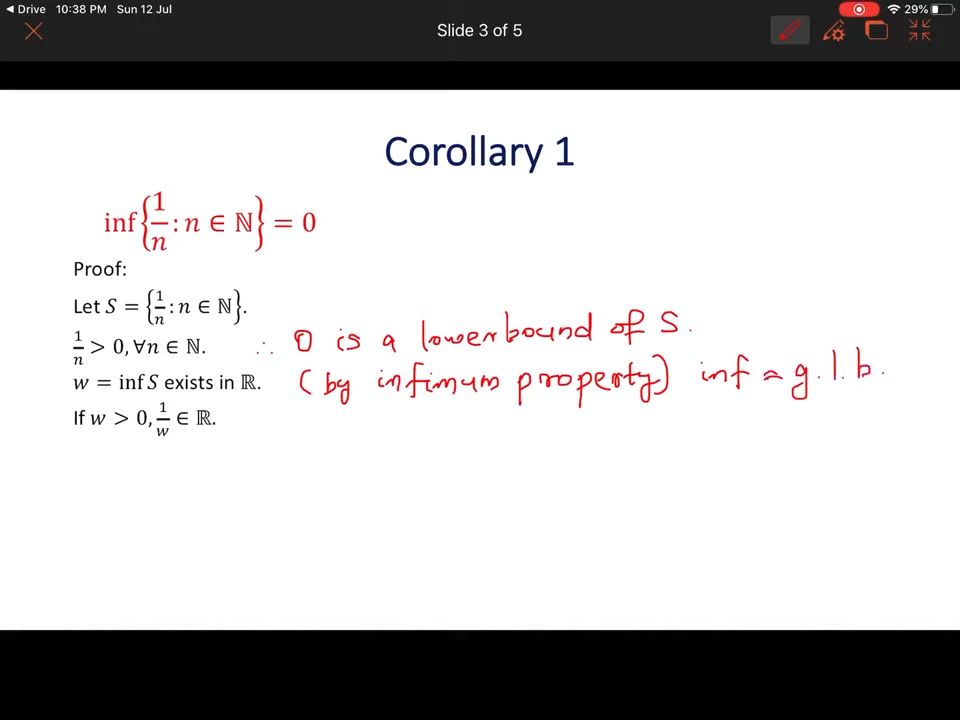 ◀ Drive 10:38 PM Sun 12 Jul 29%
Slide 3 of 5
Corollary 1
inf{1/n : n ∈ ℕ} = 0
Proof:
Let S = {1/n : n ∈ ℕ}.
1/n > 0, ∀n ∈ ℕ. ∴ 0 is a lowerbound of S.
w = inf S exists in ℝ. (by infimum property) inf ≈ g.l.b.
If w > 0, 1/w ∈ ℝ.